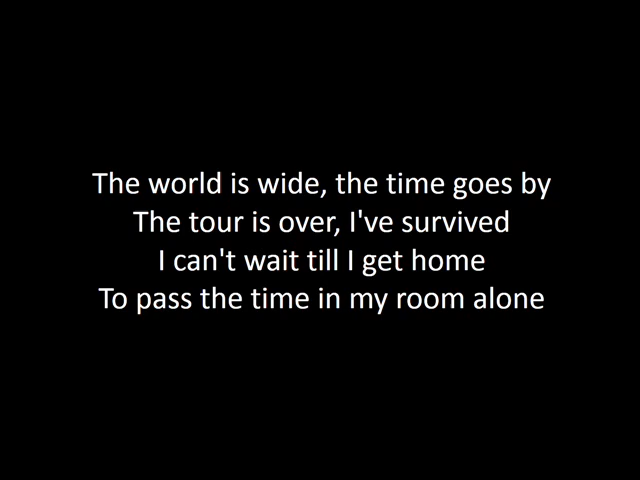 The world is wide, the time goes by
The tour is over, I've survived
I can't wait till I get home
To pass the time in my room alone